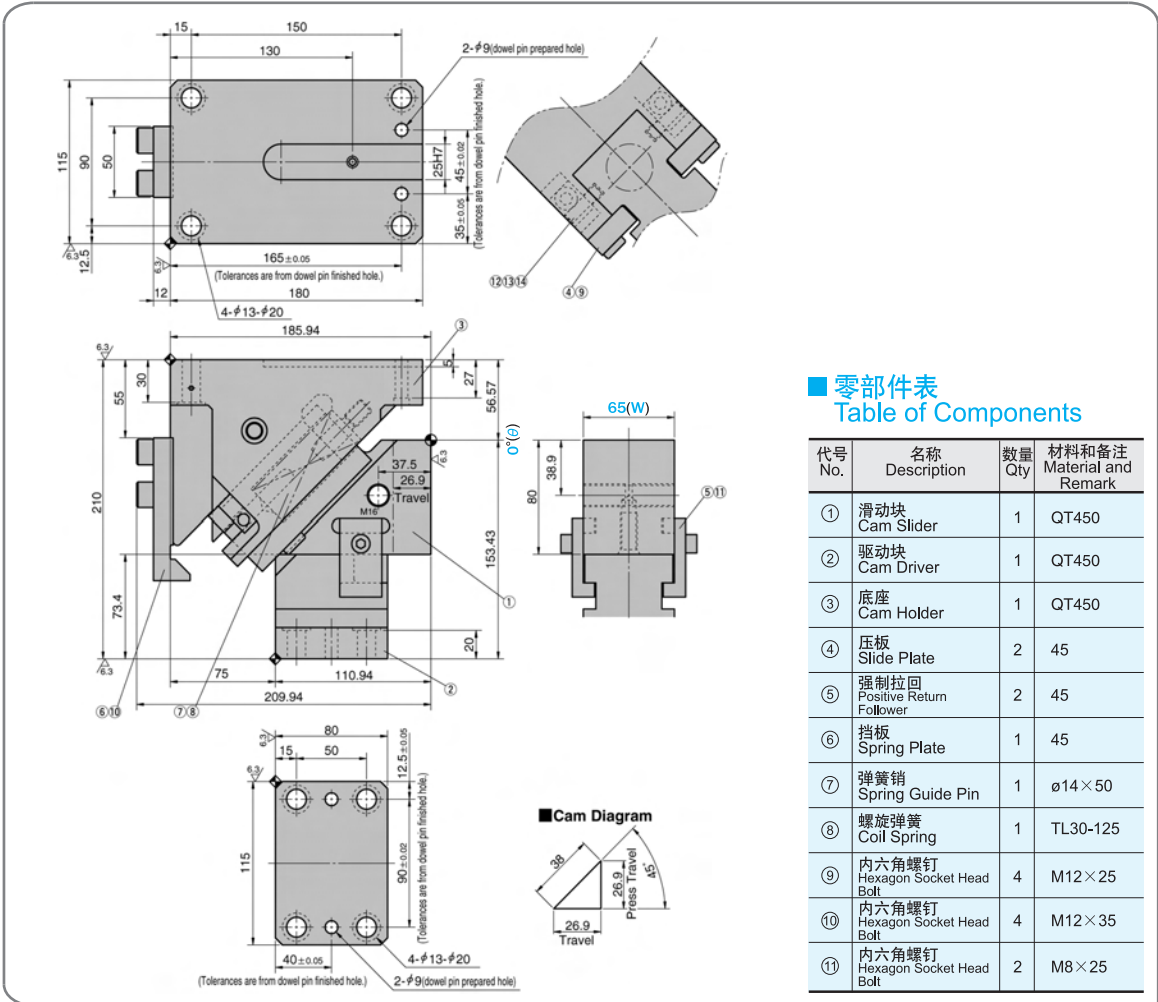 15
150
130
2-φ9(dowel pin prepared hole)
115
90
50
12.5
6.3
6.3
25H7
45±0.02
35±0.05
(Tolerances are from dowel pin finished hole.)
165±0.05
(Tolerances are from dowel pin finished hole.)
12
180
4-φ13-φ20
⑫⑬⑭
④⑨
185.94
③
6.3
30
55
210
73.4
5
27
56.57
0°(θ)
6.3
37.5
26.9
Travel
M16
153.43
①
20
②
75
110.94
209.94
6.3
⑥⑩
⑦⑧
65(W)
38.9
80
⑤⑪
80
6.3
15
50
12.5±0.05
6.3
115
90±0.02
(Tolerances are from dowel pin finished hole.)
40±0.05
4-φ13-φ20
(Tolerances are from dowel pin finished hole.)
2-φ9(dowel pin prepared hole)
■Cam Diagram
38
45°
26.9
Press Travel
26.9
Travel
■ 零部件表
Table of Components
代号 名称 数量 材料和备注
No. Description Qty Material and
Remark
① 滑动块 1 QT450
Cam Slider
② 驱动块 1 QT450
Cam Driver
③ 底座 1 QT450
Cam Holder
④ 压板 2 45
Slide Plate
⑤ 强制拉回 2 45
Positive Return
Follower
⑥ 挡板 1 45
Spring Plate
⑦ 弹簧销 1 ø14×50
Spring Guide Pin
⑧ 螺旋弹簧 1 TL30-125
Coil Spring
⑨ 内六角螺钉 4 M12×25
Hexagon Socket Head
Bolt
⑩ 内六角螺钉 4 M12×35
Hexagon Socket Head
Bolt
⑪ 内六角螺钉 2 M8×25
Hexagon Socket Head
Bolt